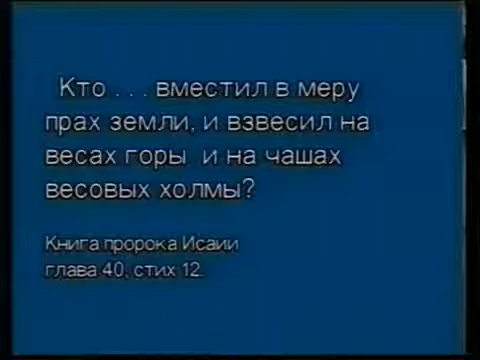 Кто . . . вместил в меру
прах земли, и взвесил на
весах горы и на чашах
весовых холмы?
Книга пророка Исаии
глава 40, стих 12.